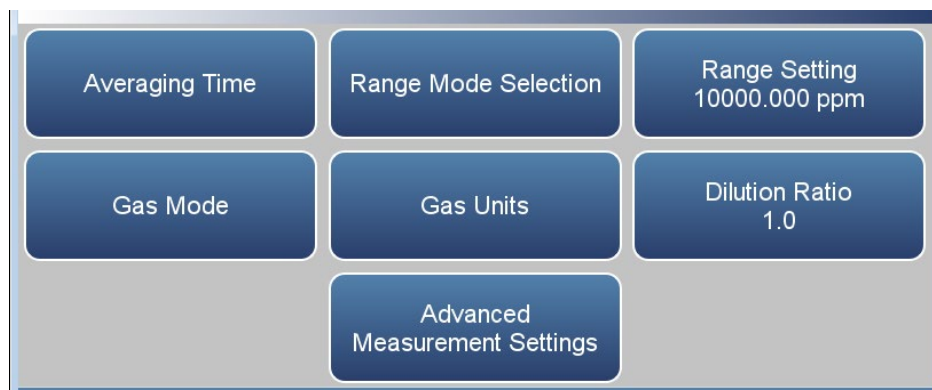 Averaging Time
Range Mode Selection
Range Setting
10000.000 ppm
Gas Mode
Gas Units
Dilution Ratio
1.0
Advanced
Measurement Settings